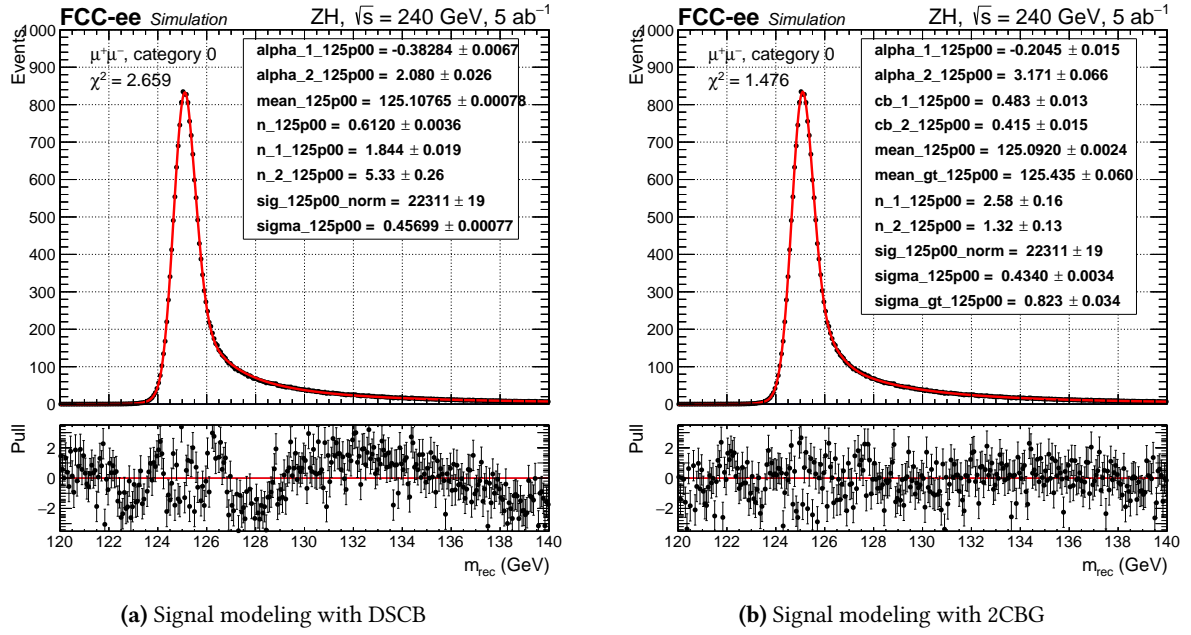 FCC-ee Simulation
ZH, √s = 240 GeV, 5 ab⁻¹
Events
1000
900
800
700
600
500
400
300
200
100
0
μ⁺μ⁻, category 0
χ² = 2.659
alpha_1_125p00 = -0.38284 ± 0.0067
alpha_2_125p00 = 2.080 ± 0.026
mean_125p00 = 125.10765 ± 0.00078
n_125p00 = 0.6120 ± 0.0036
n_1_125p00 = 1.844 ± 0.019
n_2_125p00 = 5.33 ± 0.26
sig_125p00_norm = 22311 ± 19
sigma_125p00 = 0.45699 ± 0.00077
Pull
2
0
−2
120 122 124 126 128 130 132 134 136 138 140
m_rec (GeV)
(a) Signal modeling with DSCB
FCC-ee Simulation
ZH, √s = 240 GeV, 5 ab⁻¹
Events
1000
900
800
700
600
500
400
300
200
100
0
μ⁺μ⁻, category 0
χ² = 1.476
alpha_1_125p00 = -0.2045 ± 0.015
alpha_2_125p00 = 3.171 ± 0.066
cb_1_125p00 = 0.483 ± 0.013
cb_2_125p00 = 0.415 ± 0.015
mean_125p00 = 125.0920 ± 0.0024
mean_gt_125p00 = 125.435 ± 0.060
n_1_125p00 = 2.58 ± 0.16
n_2_125p00 = 1.32 ± 0.13
sig_125p00_norm = 22311 ± 19
sigma_125p00 = 0.4340 ± 0.0034
sigma_gt_125p00 = 0.823 ± 0.034
Pull
2
0
−2
120 122 124 126 128 130 132 134 136 138 140
m_rec (GeV)
(b) Signal modeling with 2CBG